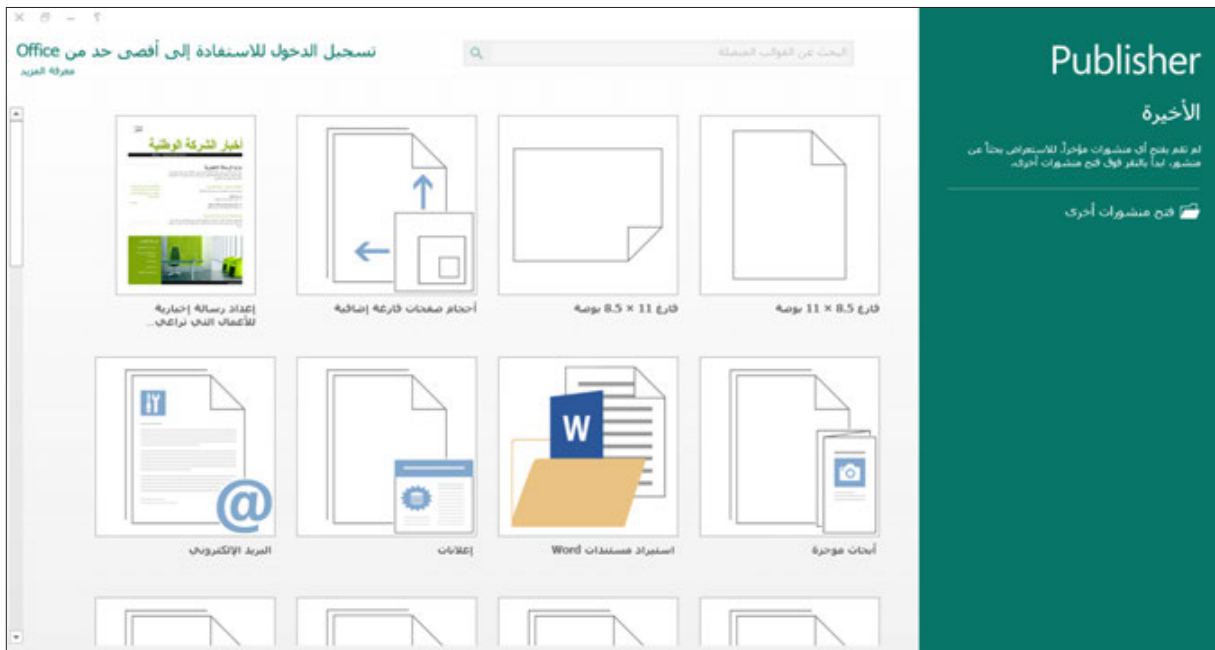 Publisher
الأخيرة
لم تقم بفتح أي منشورات مؤخراً. للاستعراض بحثاً عن
منشور، ابدأ بالنقر فوق فتح منشورات أخرى.
فتح منشورات أخرى
البحث عن القوالب المتصلة
تسجيل الدخول للاستفادة إلى أقصى حد من Office
معرفة المزيد
فارغ 8.5 × 11 بوصة
فارغ 11 × 8.5 بوصة
أحجام صفحات فارغة إضافية
أخبار الشركة الوطنية
إعداد رسالة إخبارية
للأعمال التي تراعي...
أبحاث موجزة
W
استيراد مستندات Word
إعلانات
@
البريد الإلكتروني